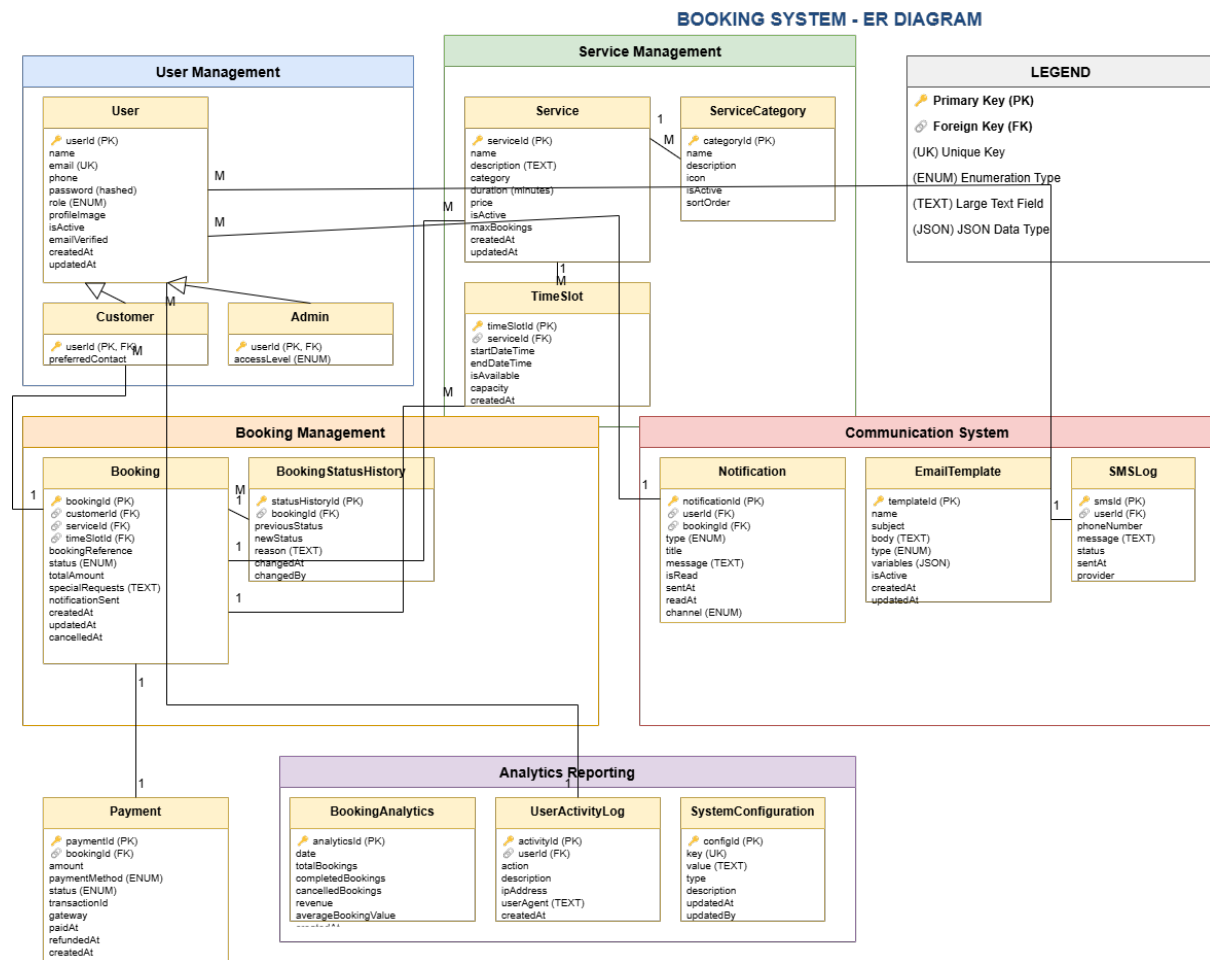 BOOKING SYSTEM - ER DIAGRAM
User Management
User
userId (PK)
name
email (UK)
phone
password (hashed)
role (ENUM)
profileImage
isActive
emailVerified
createdAt
updatedAt
M
M
M
Customer
userId (PK, FK)
preferredContact
M
Admin
userId (PK, FK)
accessLevel (ENUM)
Service Management
Service
serviceId (PK)
name
description (TEXT)
category
duration (minutes)
price
isActive
maxBookings
createdAt
updatedAt
1
M
M
ServiceCategory
categoryId (PK)
name
description
icon
isActive
sortOrder
1
M
TimeSlot
timeSlotId (PK)
serviceId (FK)
startDateTime
endDateTime
isAvailable
capacity
createdAt
M
LEGEND
Primary Key (PK)
Foreign Key (FK)
(UK) Unique Key
(ENUM) Enumeration Type
(TEXT) Large Text Field
(JSON) JSON Data Type
Booking Management
Booking
bookingId (PK)
customerId (FK)
serviceId (FK)
timeSlotId (FK)
bookingReference
status (ENUM)
totalAmount
specialRequests (TEXT)
notificationSent
createdAt
updatedAt
cancelledAt
1
M
1
1
1
BookingStatusHistory
statusHistoryId (PK)
bookingId (FK)
previousStatus
newStatus
reason (TEXT)
changedAt
changedBy
Communication System
Notification
notificationId (PK)
userId (FK)
bookingId (FK)
type (ENUM)
title
message (TEXT)
isRead
sentAt
readAt
channel (ENUM)
1
EmailTemplate
templateId (PK)
name
subject
body (TEXT)
type (ENUM)
variables (JSON)
isActive
createdAt
updatedAt
1
SMSLog
smsId (PK)
userId (FK)
phoneNumber
message (TEXT)
status
sentAt
provider
1
1
Payment
paymentId (PK)
bookingId (FK)
amount
paymentMethod (ENUM)
status (ENUM)
transactionId
gateway
paidAt
refundedAt
createdAt
Analytics Reporting
1
BookingAnalytics
analyticsId (PK)
date
totalBookings
completedBookings
cancelledBookings
revenue
averageBookingValue
UserActivityLog
activityId (PK)
userId (FK)
action
description
ipAddress
userAgent (TEXT)
createdAt
SystemConfiguration
configId (PK)
key (UK)
value (TEXT)
type
description
updatedAt
updatedBy